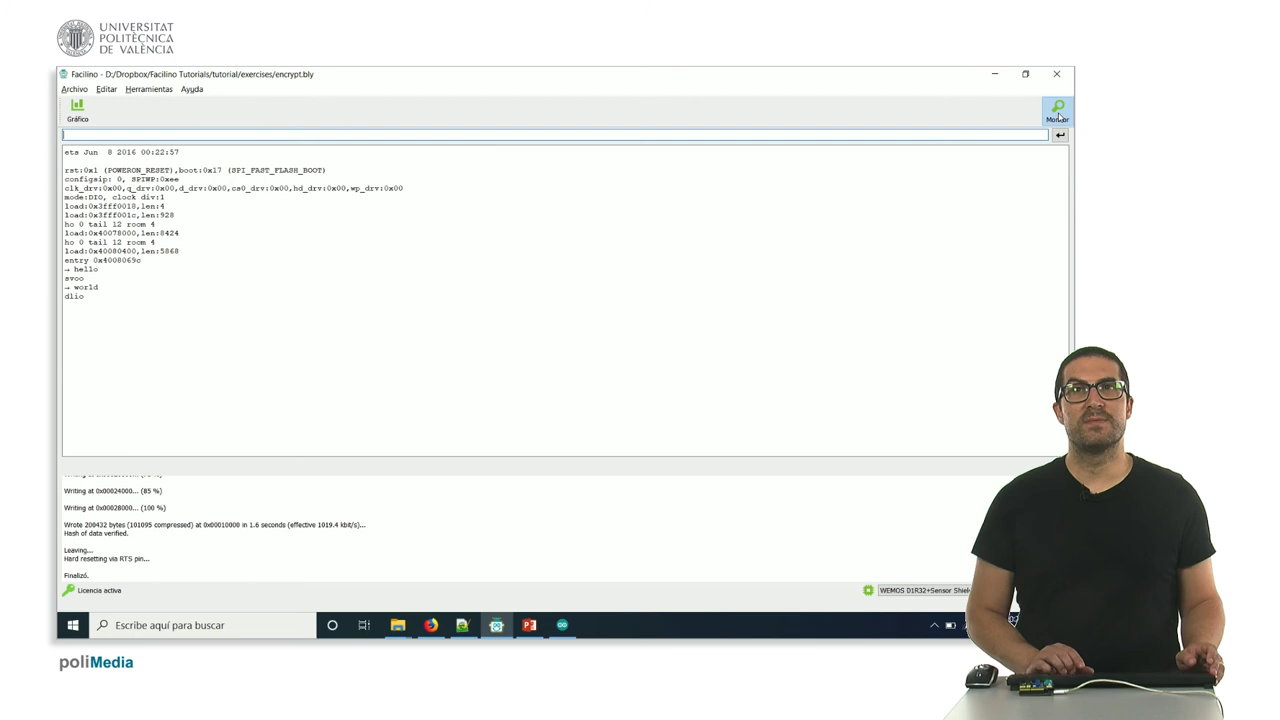 UNIVERSITAT
POLITÈCNICA
DE VALÈNCIA
Facilino - D:/Dropbox/Facilino Tutorials/tutorial/exercises/encrypt.bly
Archivo Editar Herramientas Ayuda
Gráfico
Monitor
ets Jun 8 2016 00:22:57
rst:0x1 (POWERON_RESET),boot:0x17 (SPI_FAST_FLASH_BOOT)
configsip: 0, SPIWP:0xee
clk_drv:0x00,q_drv:0x00,d_drv:0x00,cs0_drv:0x00,hd_drv:0x00,wp_drv:0x00
mode:DIO, clock div:1
load:0x3fff0018,len:4
load:0x3fff001c,len:928
ho 0 tail 12 room 4
load:0x40078000,len:8424
ho 0 tail 12 room 4
load:0x40080400,len:5868
entry 0x4008069c
→ hello
svoo
→ world
dlio
Writing at 0x00024000... (85 %)
Writing at 0x00028000... (100 %)
Wrote 200432 bytes (101095 compressed) at 0x00010000 in 1.6 seconds (effective 1019.4 kbit/s)...
Hash of data verified.
Leaving...
Hard resetting via RTS pin...
Finalizó.
Licencia activa
WEMOS D1R32+Sensor Shield
Escribe aquí para buscar
poliMedia